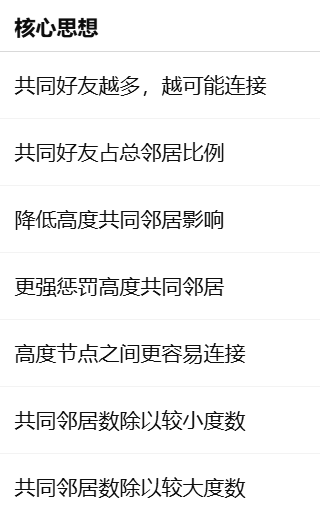 核心思想
共同好友越多，越可能连接
共同好友占总邻居比例
降低高度共同邻居影响
更强惩罚高度共同邻居
高度节点之间更容易连接
共同邻居数除以较小度数
共同邻居数除以较大度数